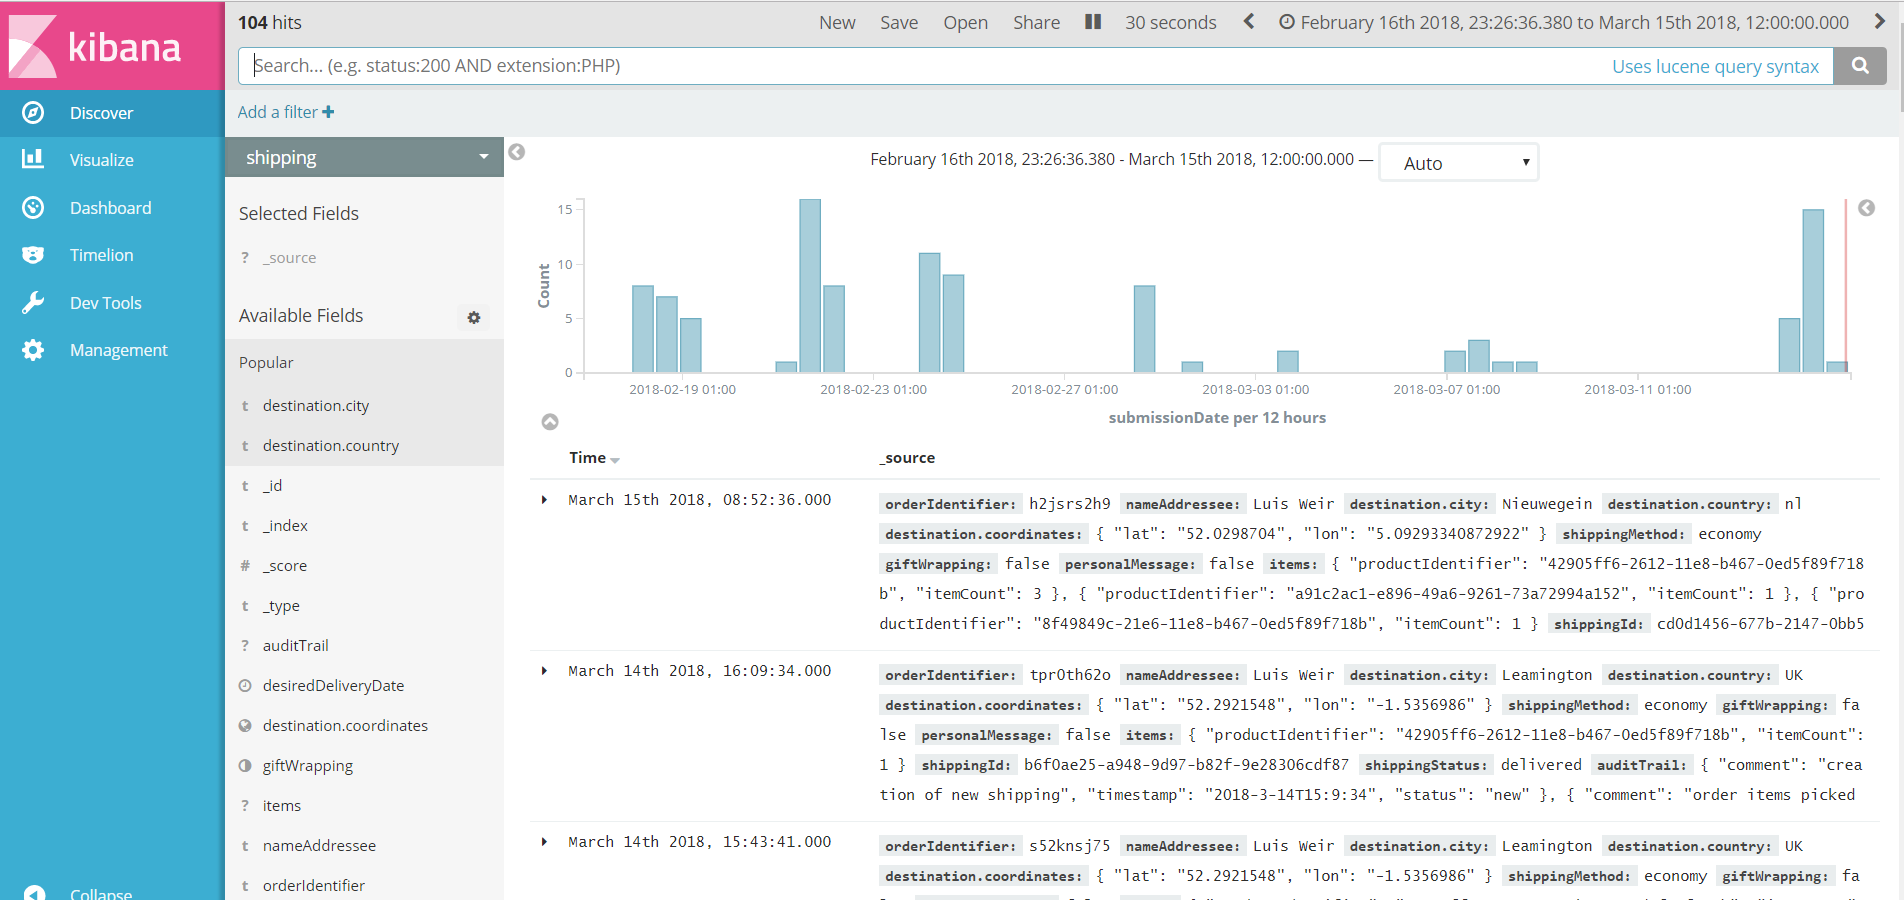 kibana
Discover
Visualize
Dashboard
Timelion
Dev Tools
Management
Collapse
104 hits
New Save Open Share 30 seconds February 16th 2018, 23:26:36.380 to March 15th 2018, 12:00:00.000
Search... (e.g. status:200 AND extension:PHP) Uses lucene query syntax
Add a filter +
shipping
Selected Fields
? _source
Available Fields
Popular
t destination.city
t destination.country
t _id
t _index
# _score
t _type
? auditTrail
desiredDeliveryDate
destination.coordinates
giftWrapping
? items
t nameAddressee
t orderIdentifier
February 16th 2018, 23:26:36.380 - March 15th 2018, 12:00:00.000 — Auto
Count
15
10
5
0
2018-02-19 01:00 2018-02-23 01:00 2018-02-27 01:00 2018-03-03 01:00 2018-03-07 01:00 2018-03-11 01:00
submissionDate per 12 hours
Time _source
March 15th 2018, 08:52:36.000
orderIdentifier: h2jsrs2h9 nameAddressee: Luis Weir destination.city: Nieuwegein destination.country: nl
destination.coordinates: { "lat": "52.0298704", "lon": "5.09293340872922" } shippingMethod: economy
giftWrapping: false personalMessage: false items: { "productIdentifier": "42905ff6-2612-11e8-b467-0ed5f89f718
b", "itemCount": 3 }, { "productIdentifier": "a91c2ac1-e896-49a6-9261-73a72994a152", "itemCount": 1 }, { "pro
ductIdentifier": "8f49849c-21e6-11e8-b467-0ed5f89f718b", "itemCount": 1 } shippingId: cd0d1456-677b-2147-0bb5
March 14th 2018, 16:09:34.000
orderIdentifier: tpr0th62o nameAddressee: Luis Weir destination.city: Leamington destination.country: UK
destination.coordinates: { "lat": "52.2921548", "lon": "-1.5356986" } shippingMethod: economy giftWrapping: fa
lse personalMessage: false items: { "productIdentifier": "42905ff6-2612-11e8-b467-0ed5f89f718b", "itemCount":
1 } shippingId: b6f0ae25-a948-9d97-b82f-9e28306cdf87 shippingStatus: delivered auditTrail: { "comment": "crea
tion of new shipping", "timestamp": "2018-3-14T15:9:34", "status": "new" }, { "comment": "order items picked
March 14th 2018, 15:43:41.000
orderIdentifier: s52knsj75 nameAddressee: Luis Weir destination.city: Leamington destination.country: UK
destination.coordinates: { "lat": "52.2921548", "lon": "-1.5356986" } shippingMethod: economy giftWrapping: fa